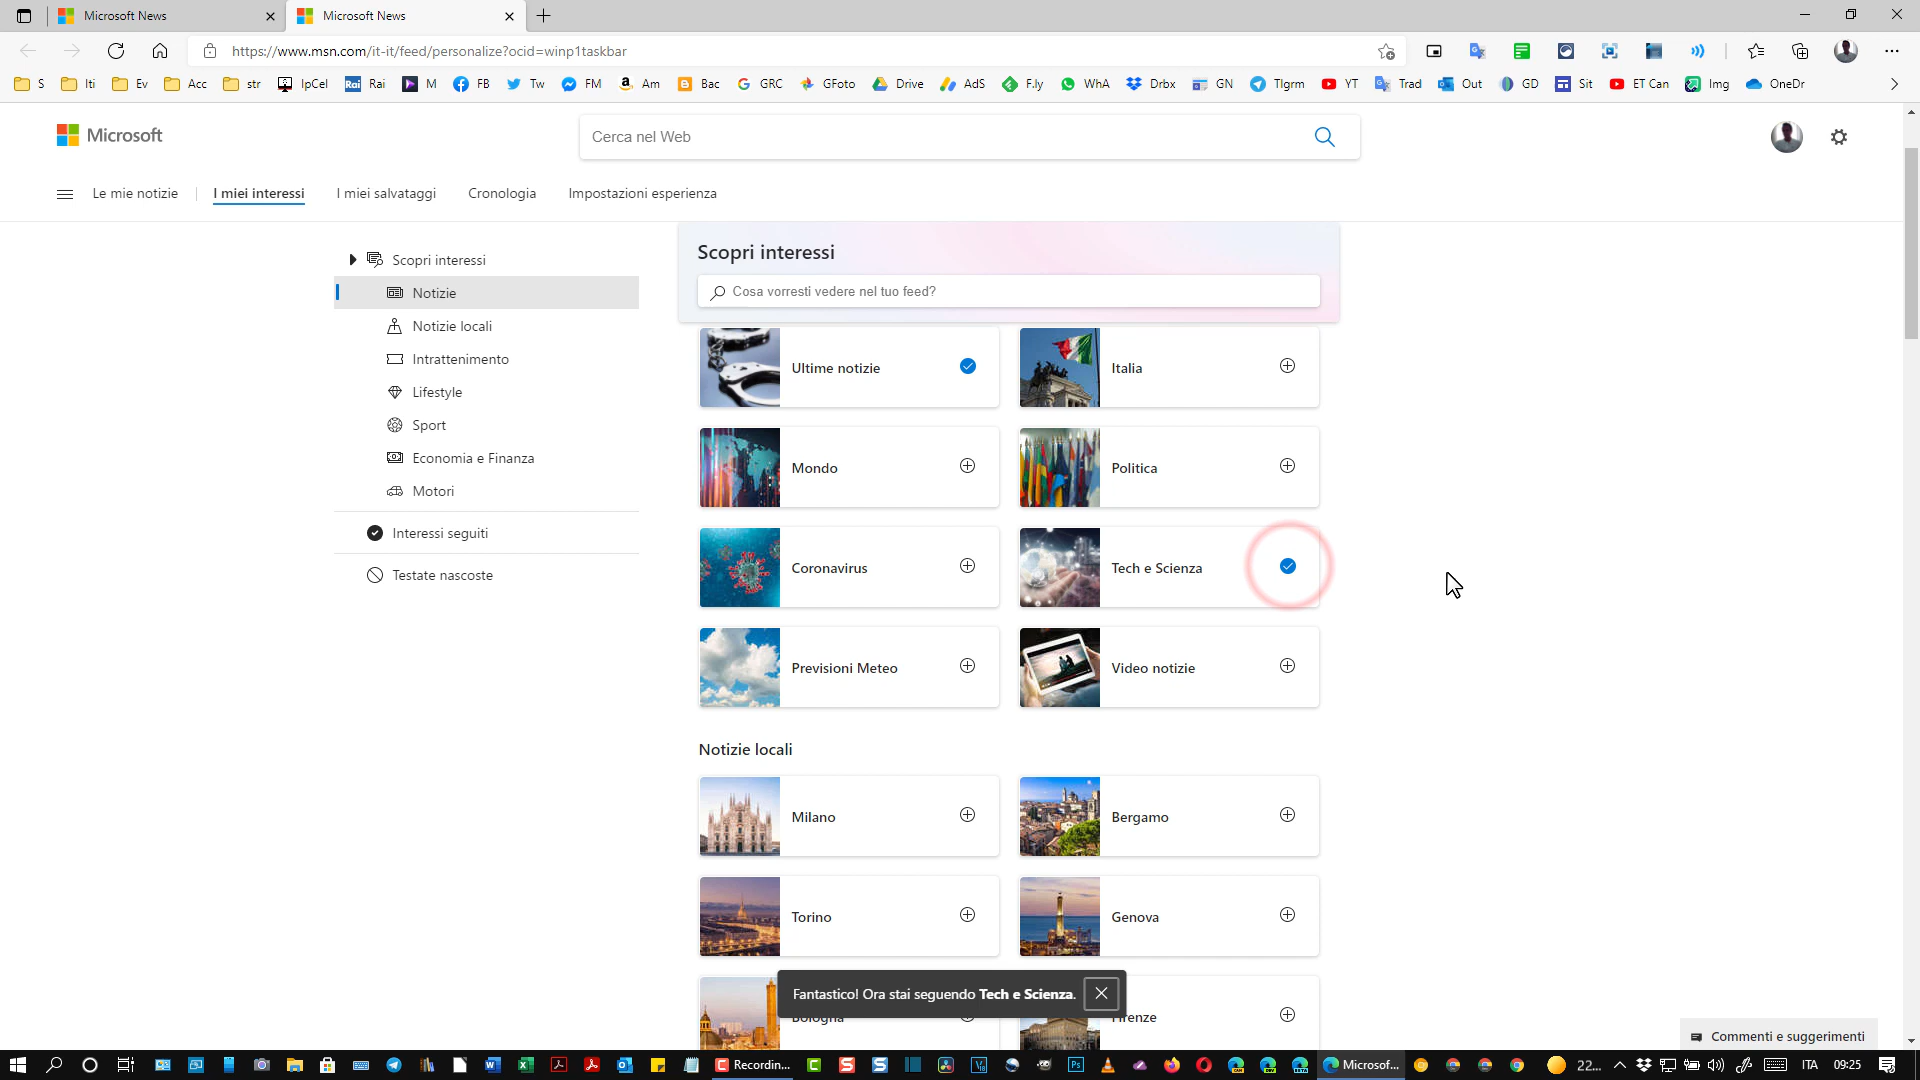 Microsoft News
Microsoft News
https://www.msn.com/it-it/feed/personalize?ocid=winp1taskbar
S
Iti
Ev
Acc
str
IpCel
Rai Rai
M
FB
Tw
FM
Am
Bac
GRC
GFoto
Drive
AdS
F.ly
WhA
Drbx
GN
Tlgrm
YT
Trad
Out
GD
Sit
ET Can
Img
OneDr
Microsoft
Cerca nel Web
Le mie notizie
I miei interessi
I miei salvataggi
Cronologia
Impostazioni esperienza
Scopri interessi
Notizie
Notizie locali
Intrattenimento
Lifestyle
Sport
Economia e Finanza
Motori
Interessi seguiti
Testate nascoste
Scopri interessi
Cosa vorresti vedere nel tuo feed?
Ultime notizie
Italia
Mondo
Politica
Coronavirus
Tech e Scienza
Previsioni Meteo
Video notizie
Notizie locali
Milano
Bergamo
Torino
Genova
Bologna
Firenze
Fantastico! Ora stai seguendo Tech e Scienza.
Commenti e suggerimenti
Recordin...
Microsof...
22...
ITA
09:25